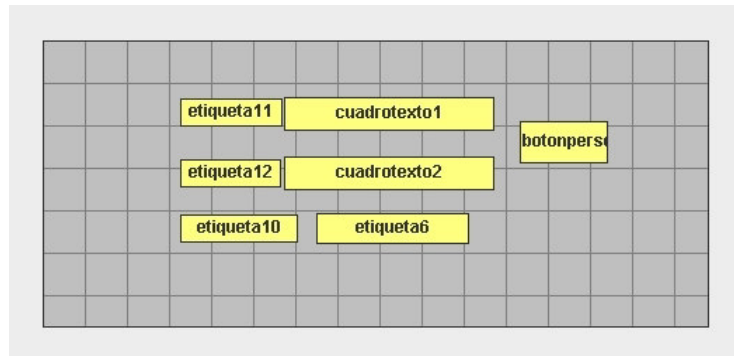 etiqueta11 cuadrotexto1
botonperso
etiqueta12 cuadrotexto2
etiqueta10 etiqueta6